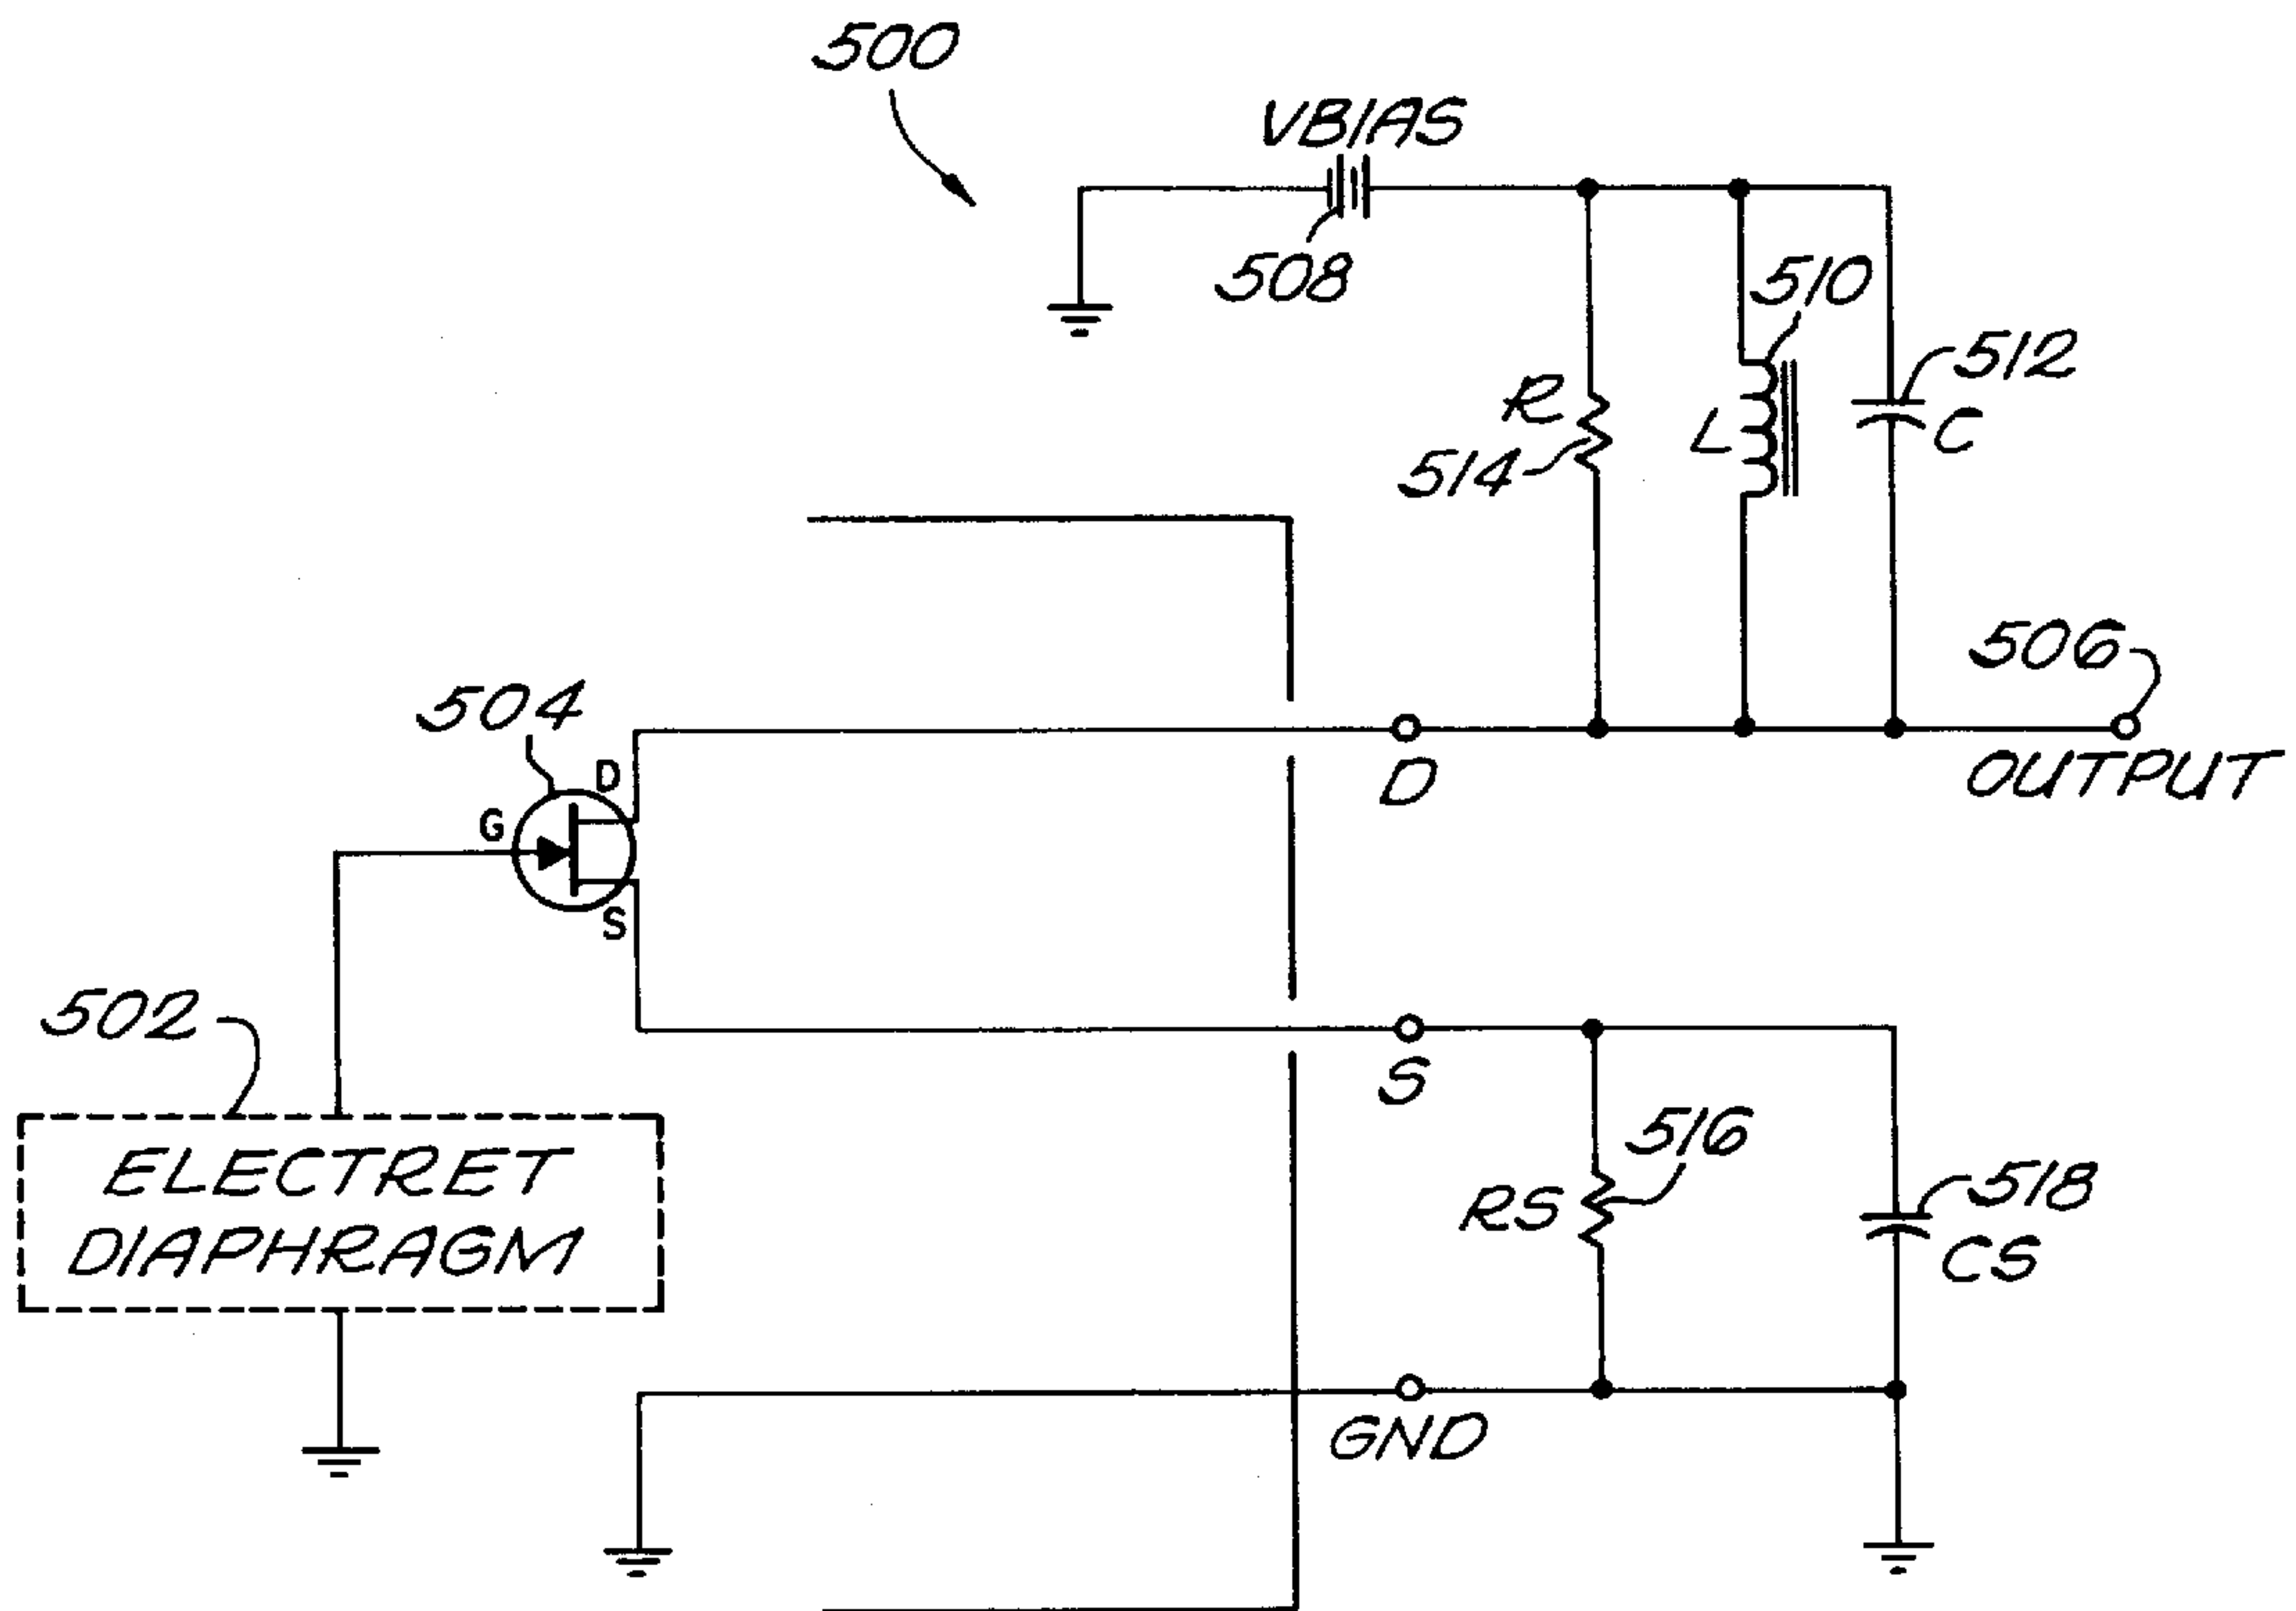 500
VBIAS
508
510
512
R
L
C
514
506
504
D
D
OUTPUT
G
S
502
S
516
ELECTRET
DIAPHRAGM
RS
518
CS
GND